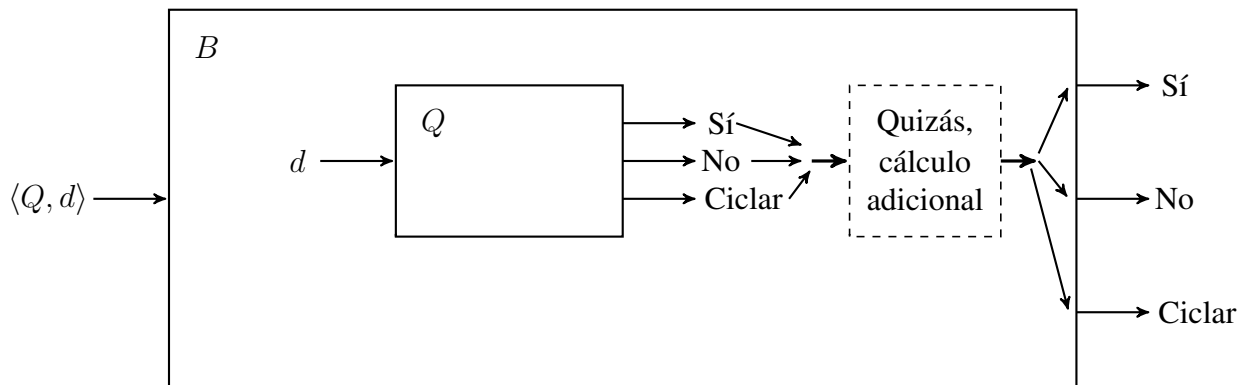 B
Q
Sí
No
Ciclar
d
⟨Q, d⟩
Quizás,
cálculo
adicional
Sí
No
Ciclar